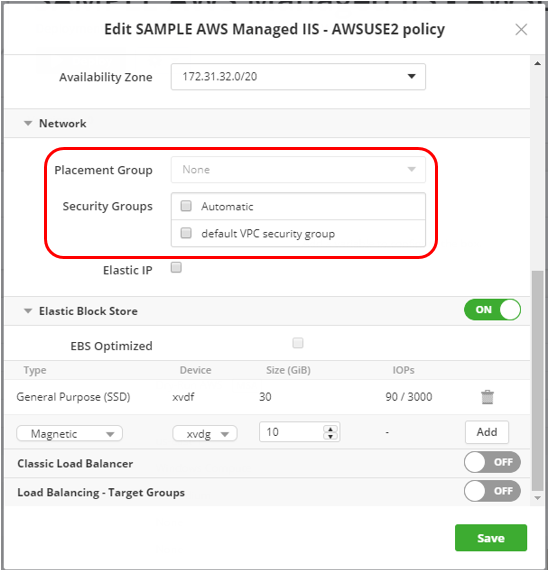 Edit SAMPLE AWS Managed IIS - AWSUSE2 policy
Availability Zone 172.31.32.0/20
Network
Placement Group None
Security Groups Automatic
default VPC security group
Elastic IP
Elastic Block Store ON
EBS Optimized
Type Device Size (GiB) IOPs
General Purpose (SSD) xvdf 30 90 / 3000
Magnetic xvdg 10 - Add
Classic Load Balancer OFF
Load Balancing - Target Groups OFF
Save